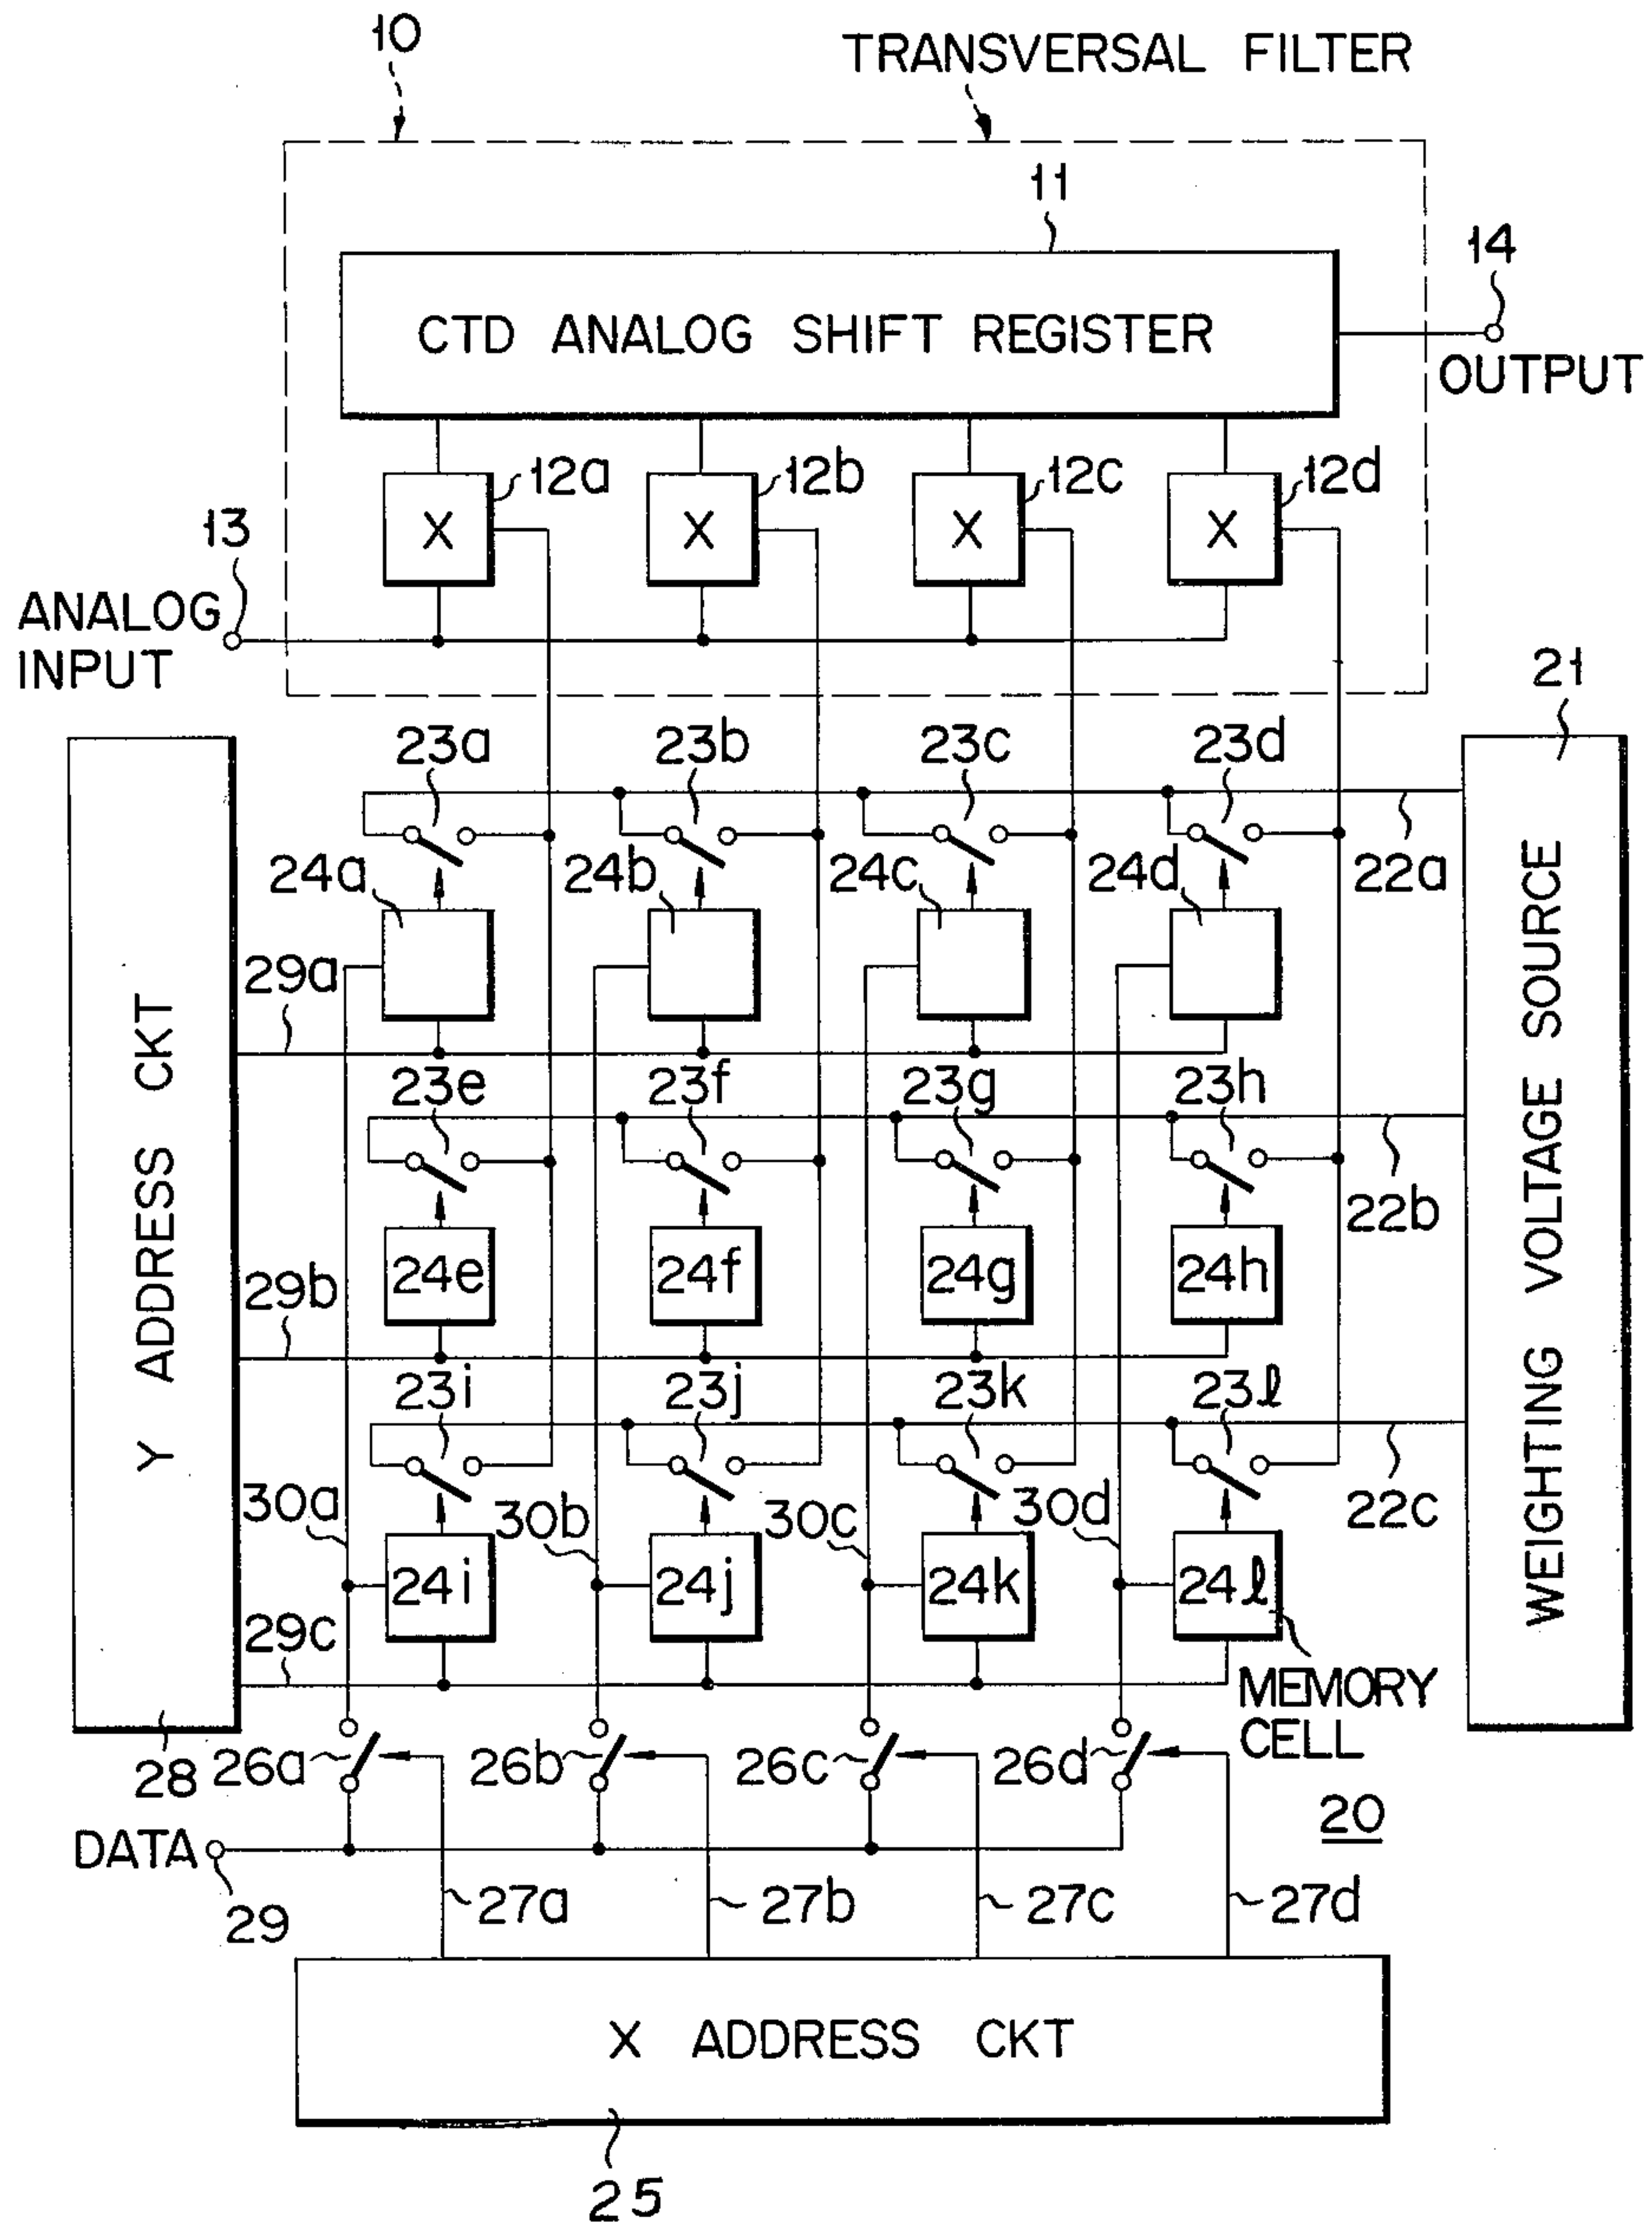 10
TRANSVERSAL FILTER
11
14
CTD ANALOG SHIFT REGISTER
OUTPUT
12a 12b 12c 12d
X X X X
13
ANALOG
INPUT
21
23a 23b 23c 23d
24a 24b 24c 24d 22a
29a
23e 23f 23g 23h
22b
24e 24f 24g 24h
29b
23i 23j 23k 23l
30a 30b 30c 30d 22c
24i 24j 24k 24l
29c
MEMORY
CELL
Y ADDRESS CKT
WEIGHTING VOLTAGE SOURCE
28 26a 26b 26c 26d
20
DATA
29
27a 27b 27c 27d
X ADDRESS CKT
25